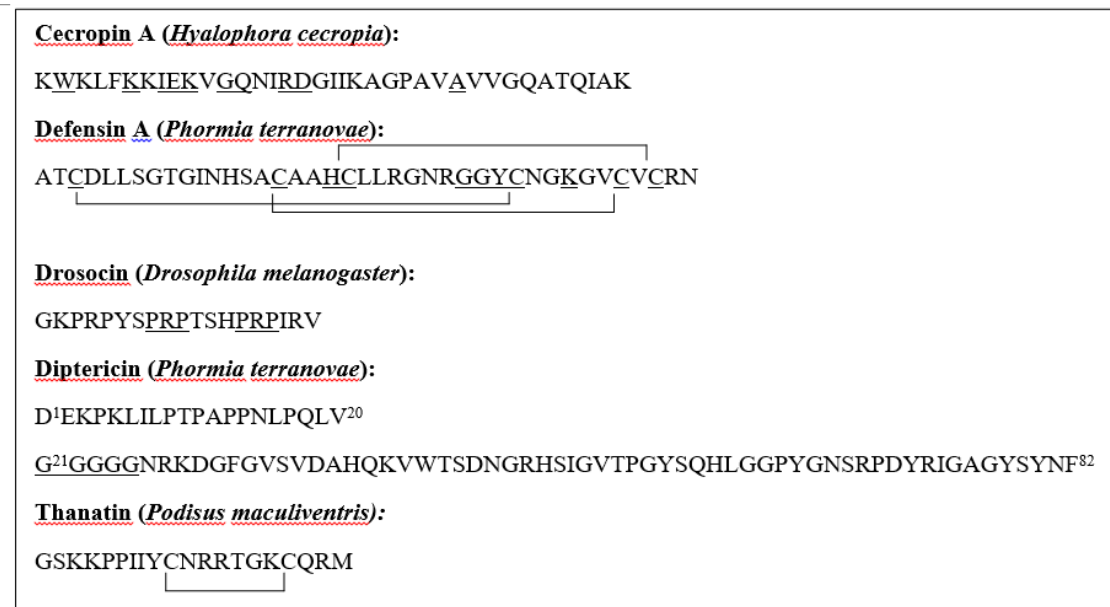 Cecropin A (Hyalophora cecropia):
KWKLFKKIEKVGQNIRDGIIKAGPAVAVVGQATQIAK
Defensin A (Phormia terranovae):
ATCDLLSGTGINHSACAAHCLLRGNRGGYCNGKGVCVCRN
Drosocin (Drosophila melanogaster):
GKPRPYSPRPTSHPRPIRV
Diptericin (Phormia terranovae):
D¹EKPKLILPTPAPPNLPQLV²⁰
G²¹GGGGNRKDGFGVSVDAHQKVWTSDNGRHSIGVTPGYSQHLGGPYGNSRPDYRIGAGYSYNF⁸²
Thanatin (Podisus maculiventris):
GSKKPPIIYCNRRTGKCQRM